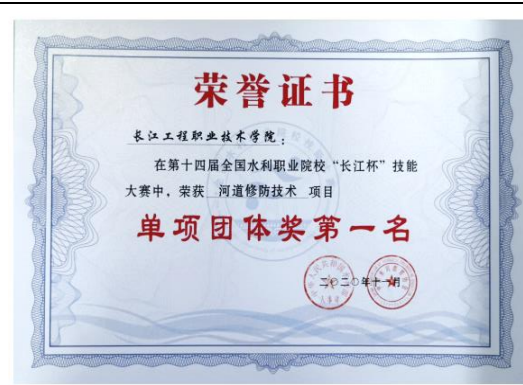 荣誉证书
长江工程职业技术学院：
在第十四届全国水利职业院校“长江杯”技能
大赛中，荣获 河道修防技术 项目
单项团体奖第一名
二〇二〇年十一月